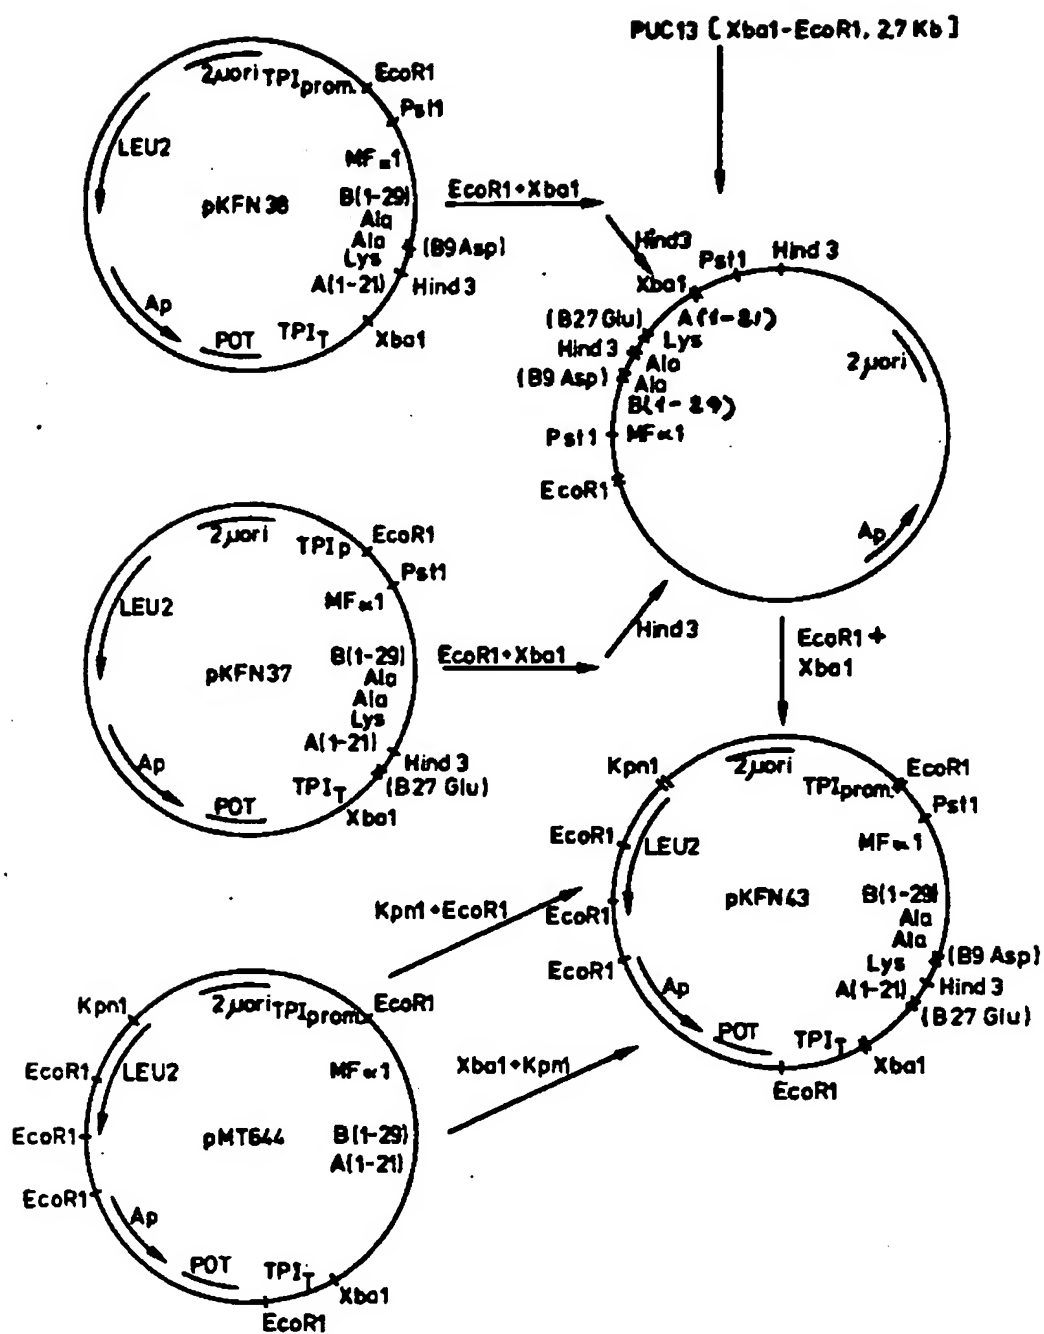 PUC13 [ Xba1-EcoR1, 2.7 Kb ]
2µori
TPIprom.
EcoR1
Pst1
LEU2
MFα1
pKFN38
B(1-29)
Ala
Ala
Lys
(B9Asp)
A(1-21)
Hind 3
Ap
POT
TPIT
Xba1
EcoR1+Xba1
Hind3
Pst1
Hind 3
Xba1
(B27 Glu)
A(1-21)
Hind 3
Lys
(B9 Asp)
Ala
Ala
B(1-29)
2µori
Pst1
MFα1
EcoR1
Ap
2µori
TPIp
EcoR1
Pst1
LEU2
MFα1
pKFN37
B(1-29)
Ala
Ala
Lys
A(1-21)
Hind 3
(B27 Glu)
Ap
POT
TPIT
Xba1
EcoR1+Xba1
Hind3
EcoR1+
Xba1
Kpn1
2µori
TPIprom.
EcoR1
Pst1
EcoR1
LEU2
MFα1
pKFN43
B(1-29)
Ala
Ala
EcoR1
Lys
(B9 Asp)
EcoR1
A(1-21)
Hind 3
(B27 Glu)
Ap
POT
TPIT
Xba1
EcoR1
Kpn1+EcoR1
Xba1+Kpn1
Kpn1
2µori
TPIprom.
EcoR1
EcoR1
LEU2
MFα1
EcoR1
pMT644
B(1-29)
A(1-21)
EcoR1
Ap
POT
TPIT
Xba1
EcoR1